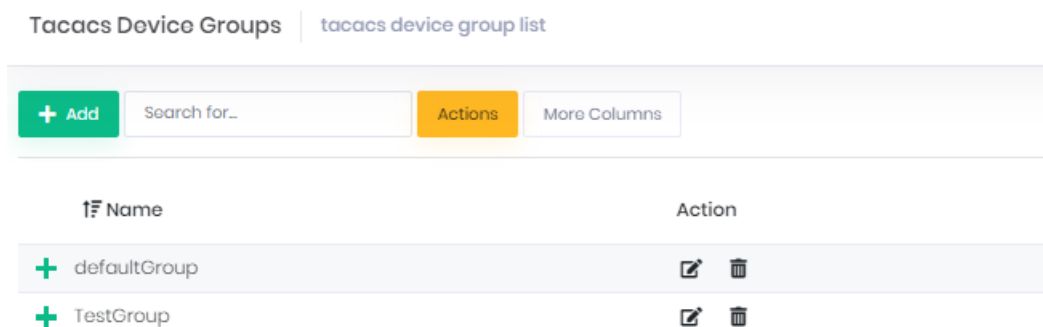 Tacacs Device Groups tacacs device group list
Add Search for... Actions More Columns
Name Action
defaultGroup
TestGroup